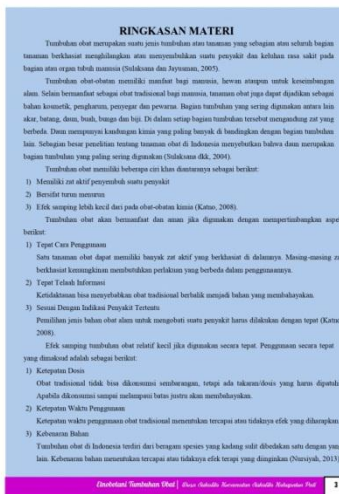 RINGKASAN MATERI
Tumbuhan obat merupakan suatu jenis tumbuhan atau tanaman yang sebagian atau seluruh bagian
tanaman berkhasiat menghilangkan atau menyembuhkan suatu penyakit dan keluhan rasa sakit pada
bagian atau organ tubuh manusia (Sulaksana dan Jayusman, 2005).
Tumbuhan obat-obatan memiliki manfaat bagi manusia, hewan ataupun untuk keseimbangan
alam. Selain bermanfaat sebagai obat tradisional bagi manusia, tanaman obat juga dapat dijadikan sebagai
bahan kosmetik, pengharum, penyegar dan pewarna. Bagian tumbuhan yang sering digunakan antara lain
akar, batang, daun, buah, bunga dan biji. Di dalam setiap bagian tumbuhan tersebut mengandung zat yang
berbeda. Daun mempunyai kandungan kimia yang paling banyak di bandingkan dengan bagian tumbuhan
lain. Sebagian besar penelitian tentang tanaman obat di Indonesia menyebutkan bahwa daun merupakan
bagian tumbuhan yang paling sering digunakan (Sulaksana dkk, 2004).
Tumbuhan obat memiliki beberapa ciri khas diantaranya sebagai berikut:
1) Memiliki zat aktif penyembuh suatu penyakit
2) Bersifat turun menurun
3) Efek samping lebih kecil dari pada obat-obatan kimia (Katno, 2008).
Tumbuhan obat akan bermanfaat dan aman jika digunakan dengan mempertimbangkan aspe
berikut:
1) Tepat Cara Penggunaan
Satu tanaman obat dapat memiliki banyak zat aktif yang berkhasiat di dalamnya. Masing-masing z
berkhasiat kemungkinan membutuhkan perlakuan yang berbeda dalam penggunaannya.
2) Tepat Telaah Informasi
Ketidaktauan bisa menyebabkan obat tradisional berbalik menjadi bahan yang membahayakan.
3) Sesuai Dengan Indikasi Penyakit Tertentu
Pemilihan jenis bahan obat alam untuk mengobati suatu penyakit harus dilakukan dengan tepat (Katn
2008).
Efek samping tumbuhan obat relatif kecil jika digunakan secara tepat. Penggunaan secara tepat
yang dimaksud adalah sebagai berikut:
1) Ketepatan Dosis
Obat tradisional tidak bisa dikonsumsi sembarangan, tetapi ada takaran/dosis yang harus dipatuh
Apabila dikonsumsi sampai melampaui batas justru akan membahayakan.
2) Ketepatan Waktu Penggunaan
Ketepatan waktu penggunaan obat tradisional menentukan tercapai atau tidaknya efek yang diharapkan
3) Kebenaran Bahan
Tumbuhan obat di Indonesia terdiri dari beragam spesies yang kadang sulit dibedakan satu dengan yan
lain. Kebenaran bahan menentukan tercapai atau tidaknya efek terapi yang diinginkan (Nursiyah, 2013)
Etnobotani Tumbuhan Obat |